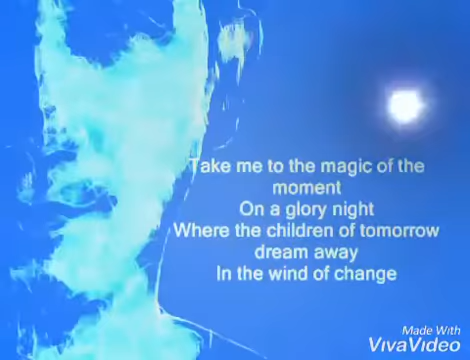 Take me to the magic of the
moment
On a glory night
Where the children of tomorrow
dream away
In the wind of change
Made With
VivaVideo